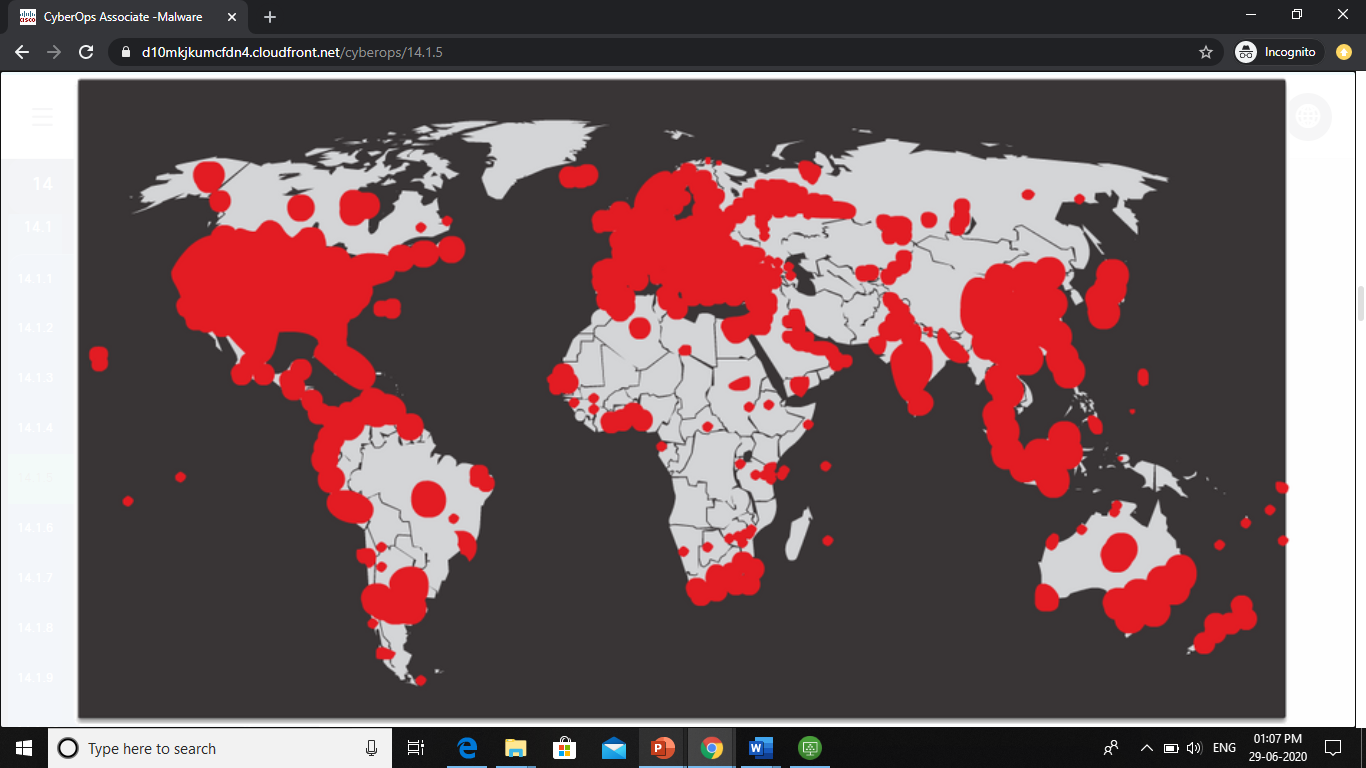 CyberOps Associate -Malware
d10mkjkumcfdn4.cloudfront.net/cyberops/14.1.5
Incognito
14
14.1
14.1.1
14.1.2
14.1.3
14.1.4
14.1.6
14.1.7
14.1.8
14.1.9
Type here to search
ENG
01:07 PM
29-06-2020